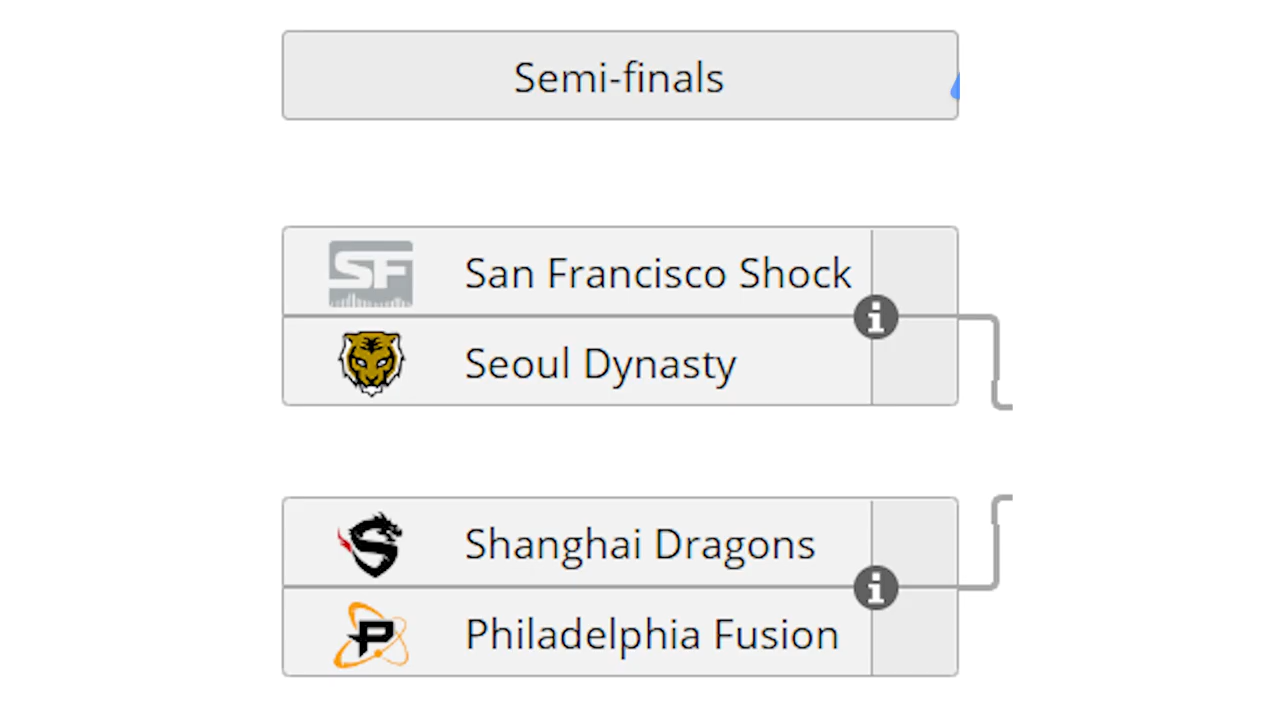 Semi-finals
SF San Francisco Shock
Seoul Dynasty
S Shanghai Dragons
P Philadelphia Fusion